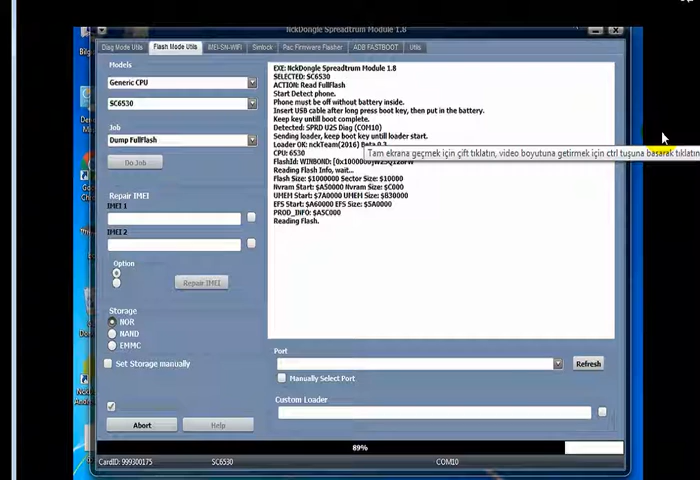 NckDongle Spreadtrum Module 1.8
Diag Mode Utils
Flash Mode Utils
IMEI-SN-WiFi
Simlock
Pac Firmware Flasher
ADB FASTBOOT
Utils
Models
Generic CPU
SC6530
Job
Dump FullFlash
Do Job
Repair IMEI
IMEI 1
IMEI 2
Option
Repair IMEI
Storage
NOR
NAND
EMMC
Set Storage manually
Abort
Help
EXE: NckDongle Spreadtrum Module 1.8
SELECTED: SC6530
ACTION: Read FullFlash
Start Detect phone.
Phone must be off without battery inside.
Insert USB cable after long press boot key, then put in the battery.
Keep key untill boot complete.
Detected: SPRD U2S Diag (COM10)
Sending loader, keep boot key untill loader start.
Loader OK: nckTeam(2016) Beta 0.3
Tam ekrana geçmek için çift tıklatın, video boyutuna getirmek için ctrl tuşuna basarak tıklatın
CPU: 6530
FlashId: WINBOND:
Reading Flash Info, wait...
Flash Size: $1000000 Sector Size: $10000
Nvram Start: $A50000 Nvram Size: $C000
UMEM Start: $7A0000 UMEM Size: $B30000
EFS Start: $A60000 EFS Size: $5A0000
PROD_INFO: $A5C000
Reading Flash.
Port
Refresh
Manually Select Port
Custom Loader
89%
CardID: 999300175
SC6530
COM10